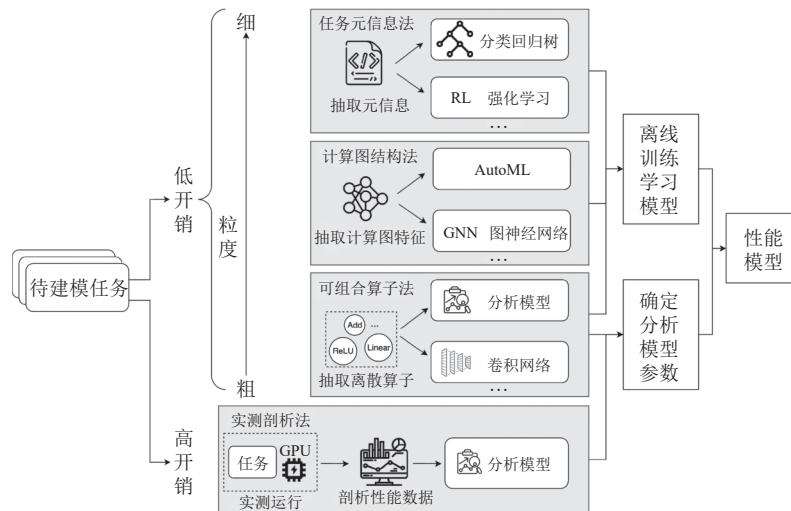 待建模任务
低开销
高开销
细
粒度
粗
任务元信息法
抽取元信息
分类回归树
RL 强化学习
…
计算图结构法
抽取计算图特征
AutoML
GNN 图神经网络
…
可组合算子法
Add …
ReLU
Linear
抽取离散算子
分析模型
卷积网络
…
实测剖析法
任务
GPU
实测运行
剖析性能数据
分析模型
离线
训练
学习
模型
确定
分析
模型
参数
性能
模型